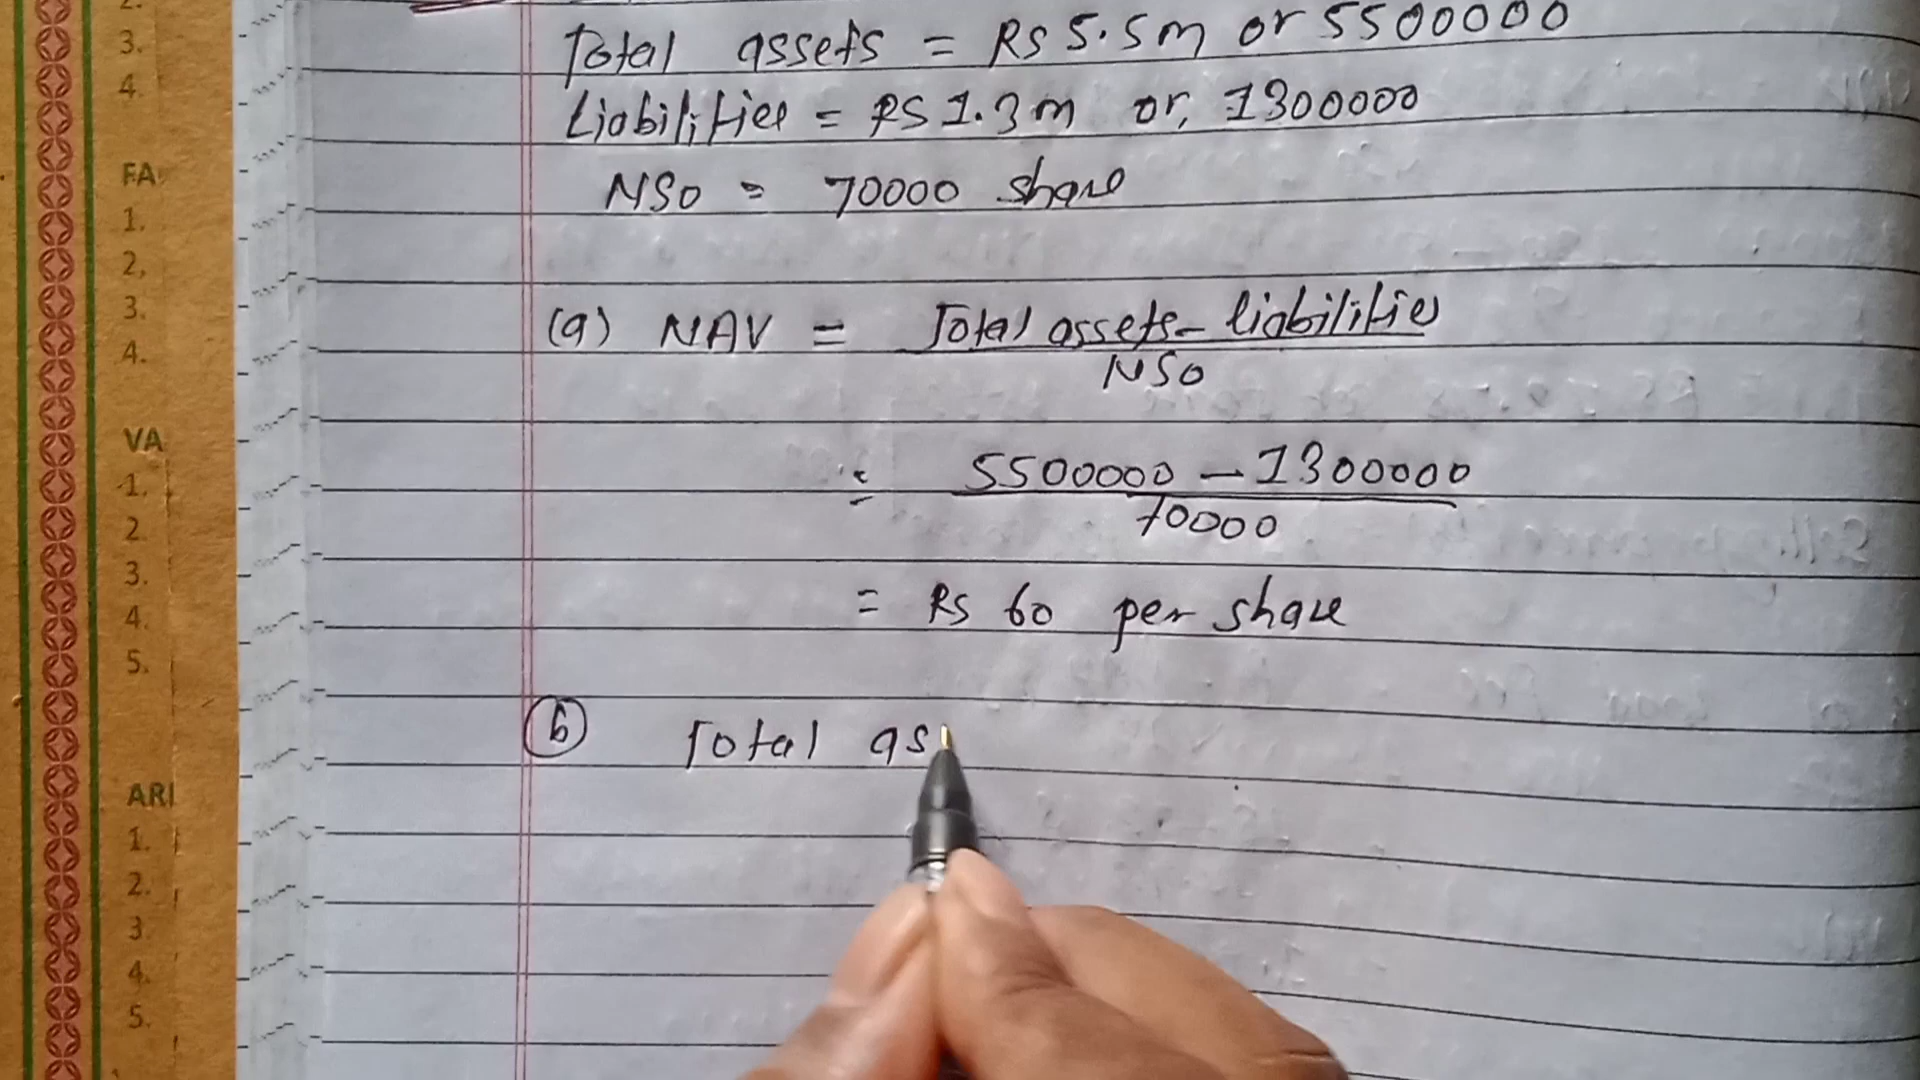 2.
3.
4.
FA
1.
2,
3.
4.
VA
1.
2.
3.
4.
5.
ARI
1.
2.
3.
4.
5.
Total assets = Rs 5.5m or 5500000
Liabilities = RS 1.3m or, 1300000
NSO = 70000 share
(a) NAV = Total assets - liabilities
NSO
= 5500000 - 1300000
70000
= Rs 60 per share
(b) Total as